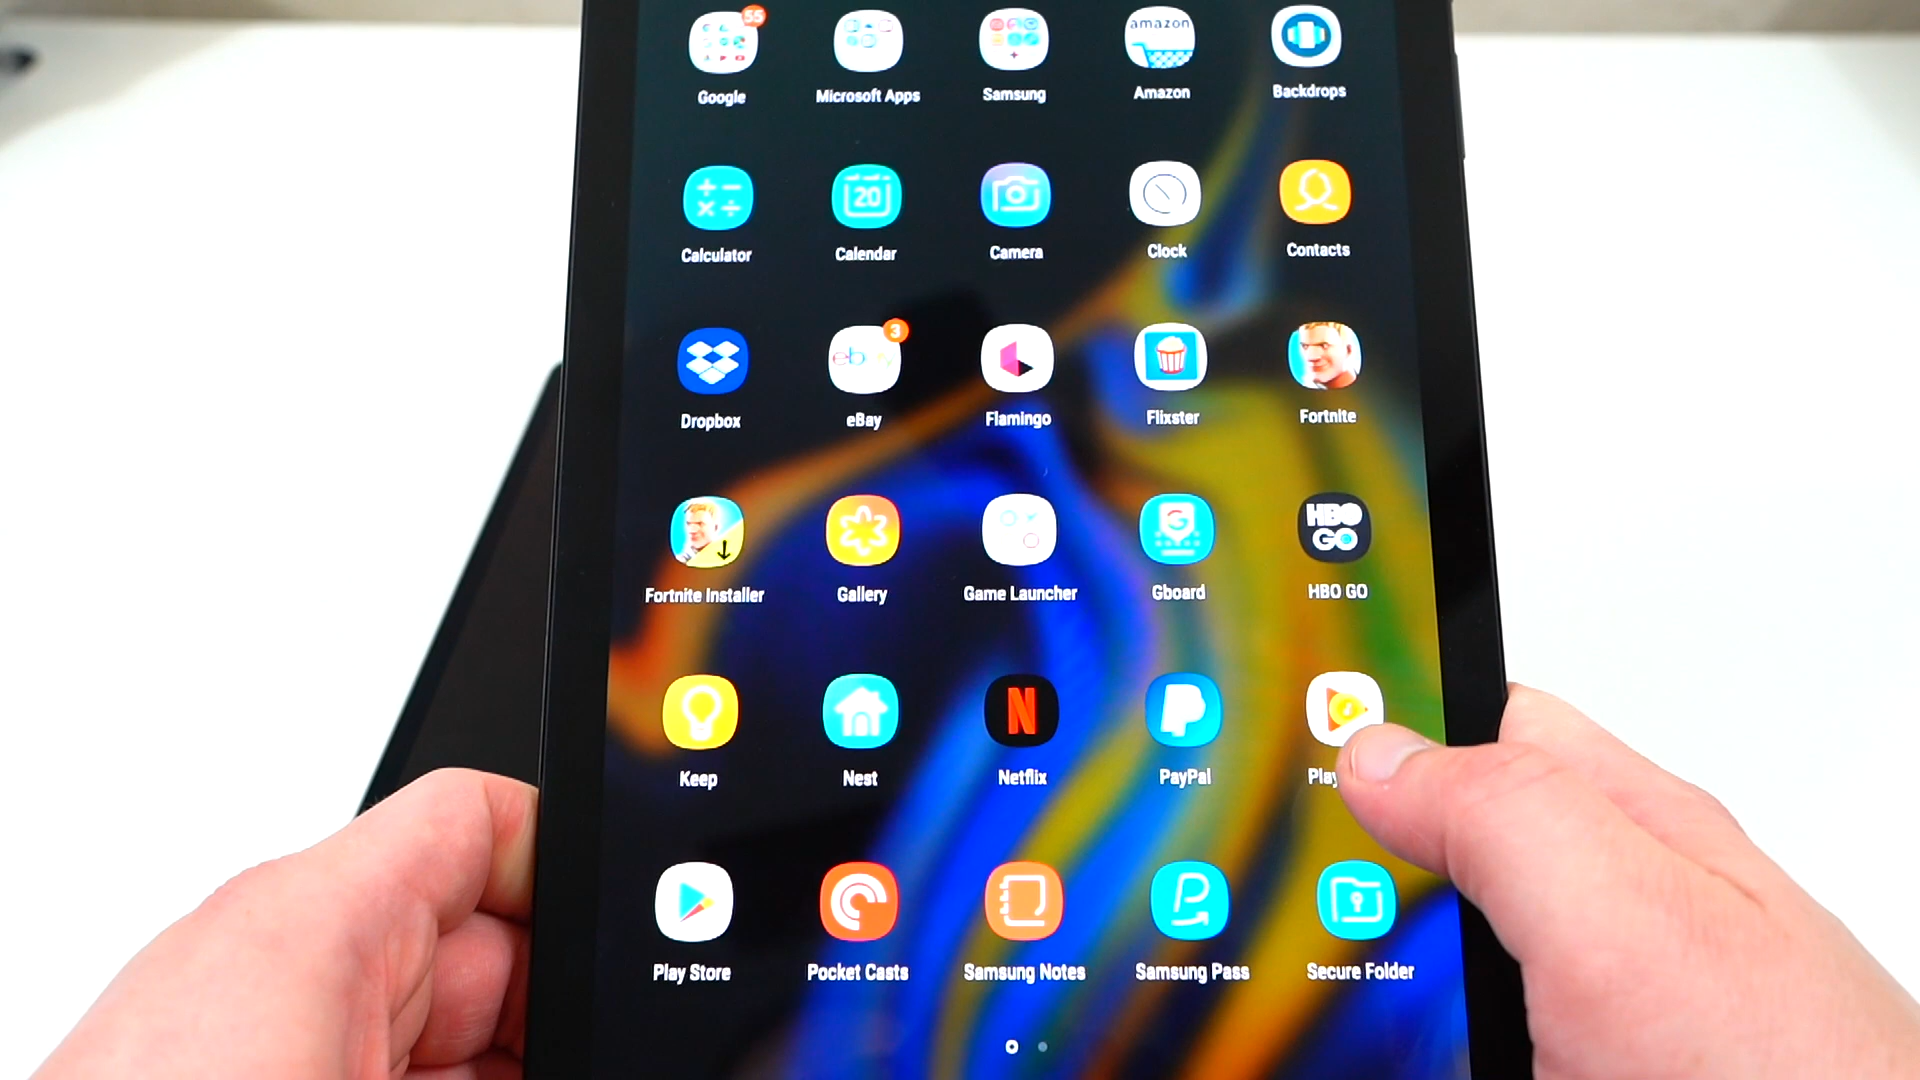 55
amazon
Google
Microsoft Apps
Samsung
Amazon
Backdrops
20
Calculator
Calendar
Camera
Clock
Contacts
3
ebay
Dropbox
eBay
Flamingo
Flixster
Fortnite
G
HBO
GO
Fortnite Installer
Gallery
Game Launcher
Gboard
HBO GO
N
P
Keep
Nest
Netflix
PayPal
Play
Play Store
Pocket Casts
Samsung Notes
Samsung Pass
Secure Folder